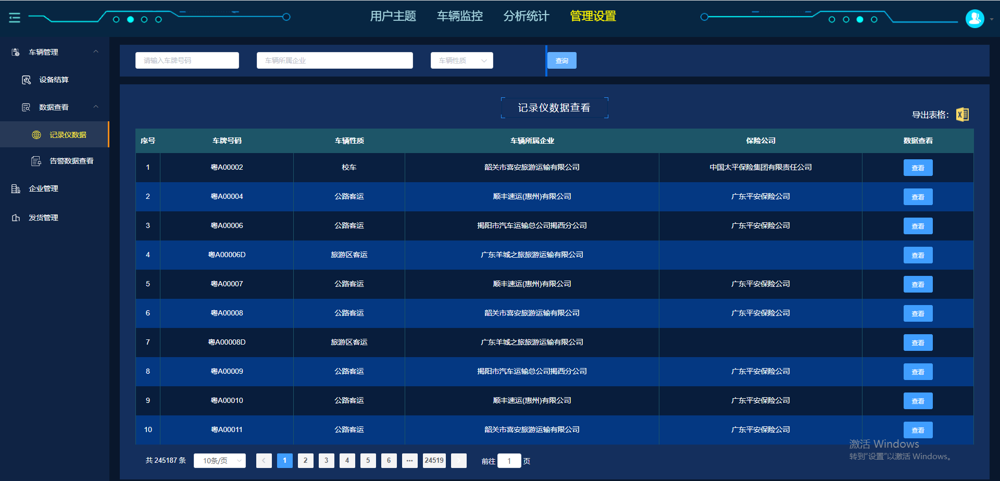 用户主题 车辆监控 分析统计 管理设置
车辆管理
设备结算
数据查看
记录仪数据
告警数据查看
企业管理
发货管理
请输入车牌号码 车辆所属企业 车辆性质 查询
记录仪数据查看
导出表格：
序号 车牌号码 车辆性质 车辆所属企业 保险公司 数据查看
1 粤A00002 校车 韶关市喜安旅游运输有限公司 中国太平保险集团有限责任公司 查看
2 粤A00004 公路客运 顺丰速运(惠州)有限公司 广东平安保险公司 查看
3 粤A00006 公路客运 揭阳市汽车运输总公司揭西分公司 广东平安保险公司 查看
4 粤A00006D 旅游区客运 广东羊城之旅旅游运输有限公司 查看
5 粤A00007 公路客运 顺丰速运(惠州)有限公司 广东平安保险公司 查看
6 粤A00008 公路客运 韶关市喜安旅游运输有限公司 广东平安保险公司 查看
7 粤A00008D 旅游区客运 广东羊城之旅旅游运输有限公司 查看
8 粤A00009 公路客运 揭阳市汽车运输总公司揭西分公司 广东平安保险公司 查看
9 粤A00010 公路客运 顺丰速运(惠州)有限公司 广东平安保险公司 查看
10 粤A00011 公路客运 韶关市喜安旅游运输有限公司 广东平安保险公司 查看
共 245187 条 10条/页 1 2 3 4 5 6 ··· 24519 前往 1 页
激活 Windows
转到“设置”以激活 Windows。